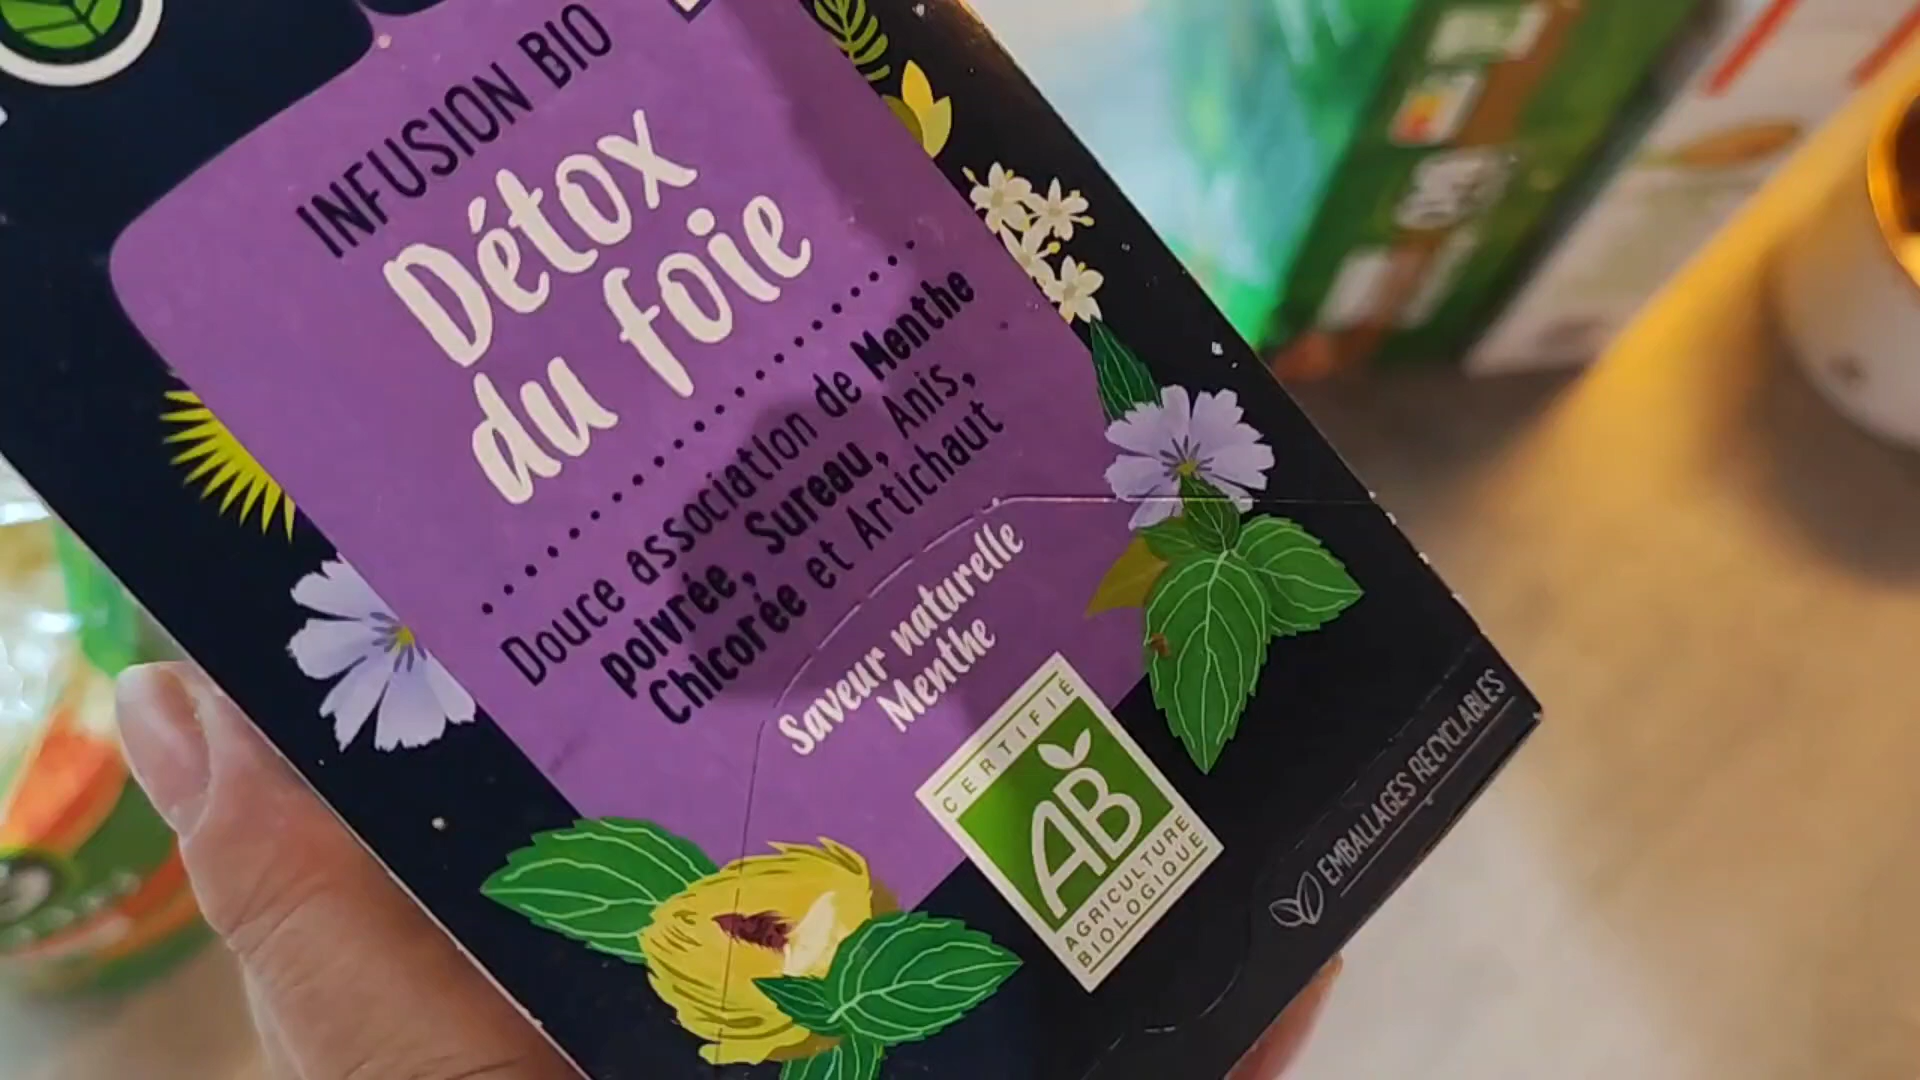 INFUSION BIO
Détox
du foie
Douce association de Menthe
poivrée, Sureau, Anis,
Chicorée et Artichaut
Saveur naturelle
Menthe
CERTIFIÉ
AB
AGRICULTURE
BIOLOGIQUE
EMBALLAGES RECYCLABLES